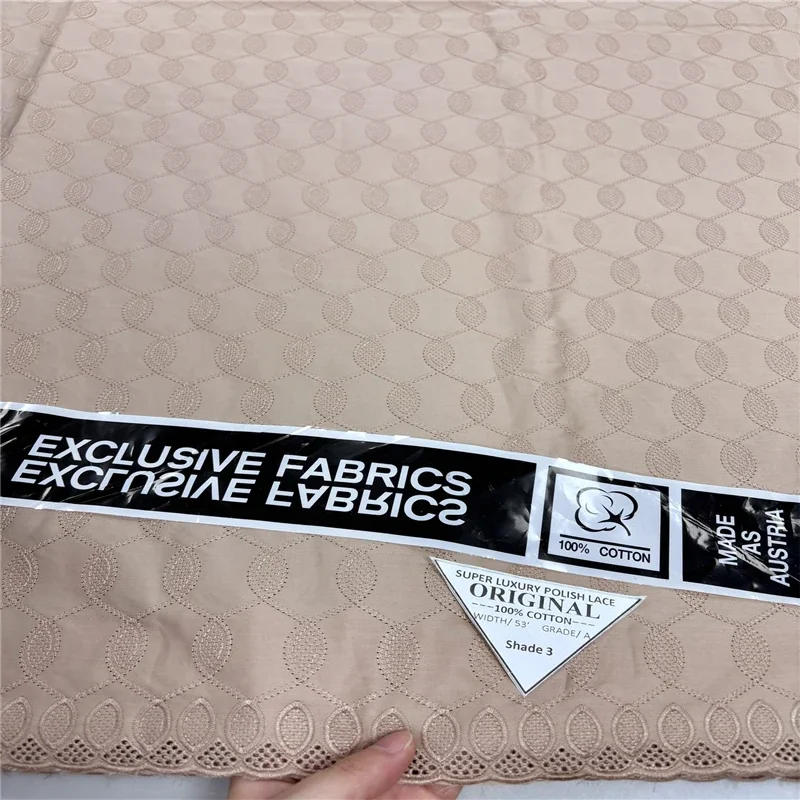 EXCLUSIVE FABRICS
EXCLUSIVE FABRICS
100% COTTON
MADE
AS
AUSTRIA
SUPER LUXURY POLISH LACE
ORIGINAL
---100% COTTON---
WIDTH/ 53' GRADE/ A
Shade 3